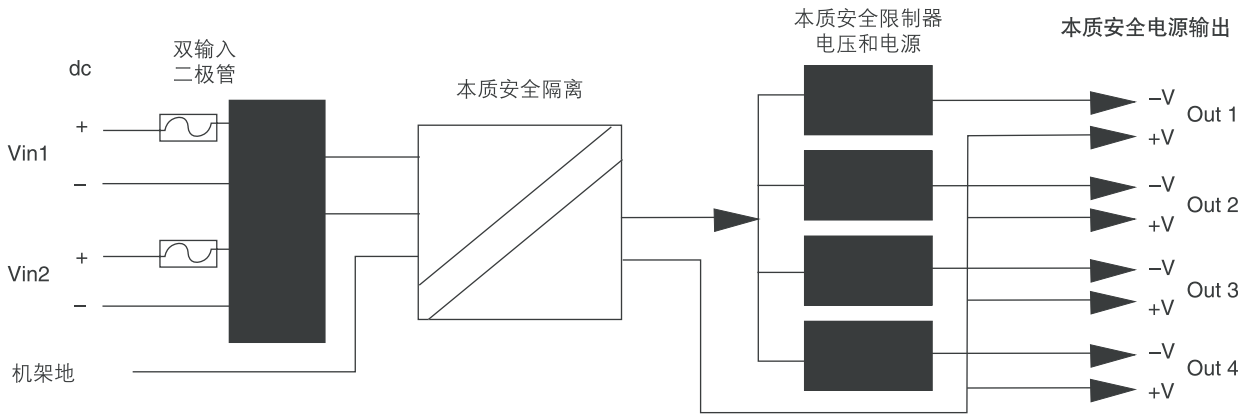 本质安全限制器
电压和电源
本质安全电源输出
双输入
二极管
dc
本质安全隔离
+
Vin1
−
+
Vin2
−
机架地
−V
Out 1
+V
−V
Out 2
+V
−V
Out 3
+V
−V
Out 4
+V